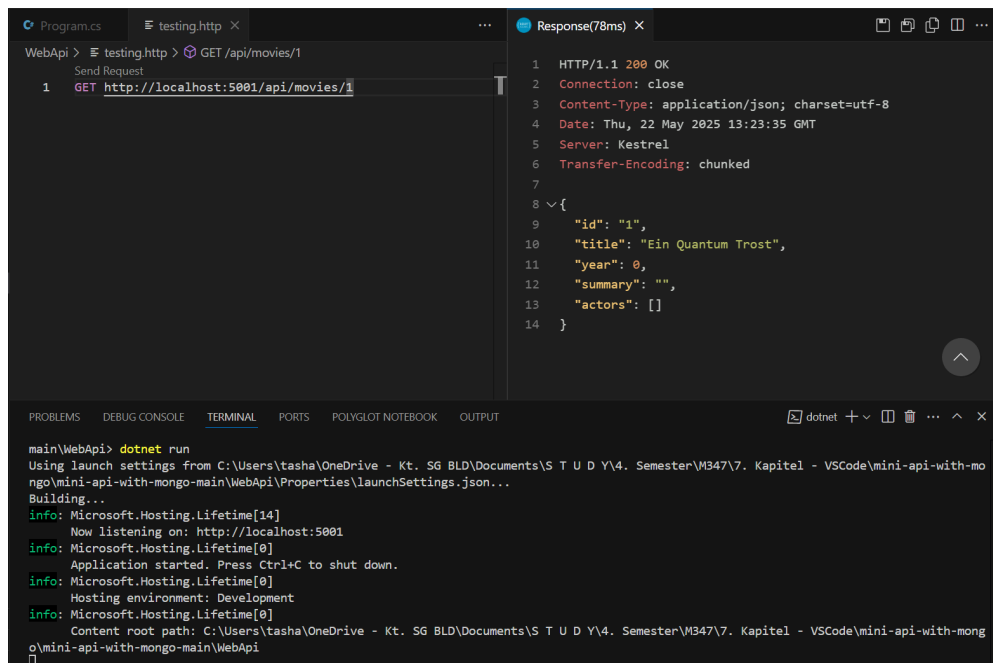 Program.cs
testing.http
WebApi > testing.http > GET /api/movies/1
Send Request
1 GET http://localhost:5001/api/movies/1
Response(78ms)
1 HTTP/1.1 200 OK
2 Connection: close
3 Content-Type: application/json; charset=utf-8
4 Date: Thu, 22 May 2025 13:23:35 GMT
5 Server: Kestrel
6 Transfer-Encoding: chunked
7
8 {
9 "id": "1",
10 "title": "Ein Quantum Trost",
11 "year": 0,
12 "summary": "",
13 "actors": []
14 }
PROBLEMS DEBUG CONSOLE TERMINAL PORTS POLYGLOT NOTEBOOK OUTPUT
dotnet
main\WebApi> dotnet run
Using launch settings from C:\Users\tasha\OneDrive - Kt. SG BLD\Documents\S T U D Y\4. Semester\M347\7. Kapitel - VSCode\mini-api-with-mo
ngo\mini-api-with-mongo-main\WebApi\Properties\launchSettings.json...
Building...
info: Microsoft.Hosting.Lifetime[14]
Now listening on: http://localhost:5001
info: Microsoft.Hosting.Lifetime[0]
Application started. Press Ctrl+C to shut down.
info: Microsoft.Hosting.Lifetime[0]
Hosting environment: Development
info: Microsoft.Hosting.Lifetime[0]
Content root path: C:\Users\tasha\OneDrive - Kt. SG BLD\Documents\S T U D Y\4. Semester\M347\7. Kapitel - VSCode\mini-api-with-mong
o\mini-api-with-mongo-main\WebApi